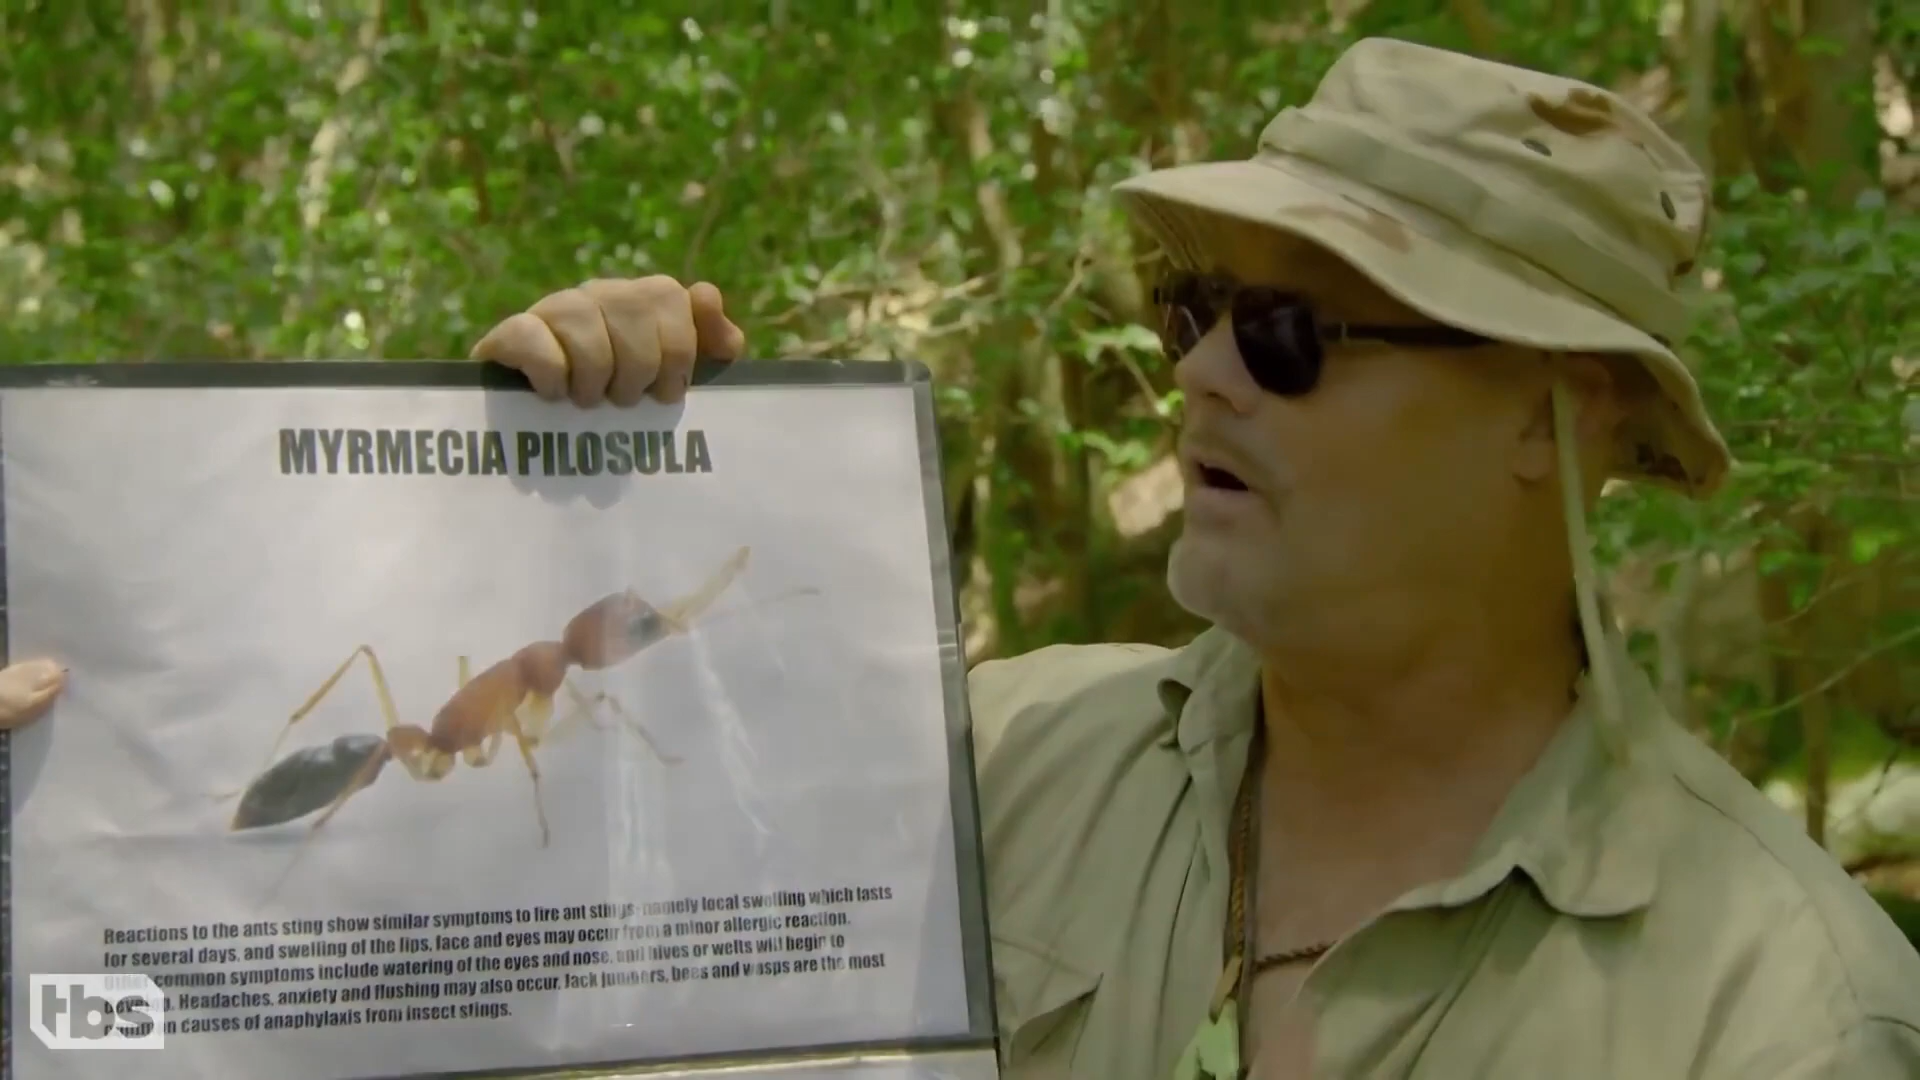 MYRMECIA PILOSULA
Reactions to the ants sting show similar symptoms to fire ant stings, namely local swelling which lasts
for several days, and swelling of the lips, face and eyes may occur from a minor allergic reaction.
Other common symptoms include watering of the eyes and nose, and hives or welts will begin to
develop. Headaches, anxiety and flushing may also occur. Jack jumpers, bees and wasps are the most
common causes of anaphylaxis from insect stings.
tbs